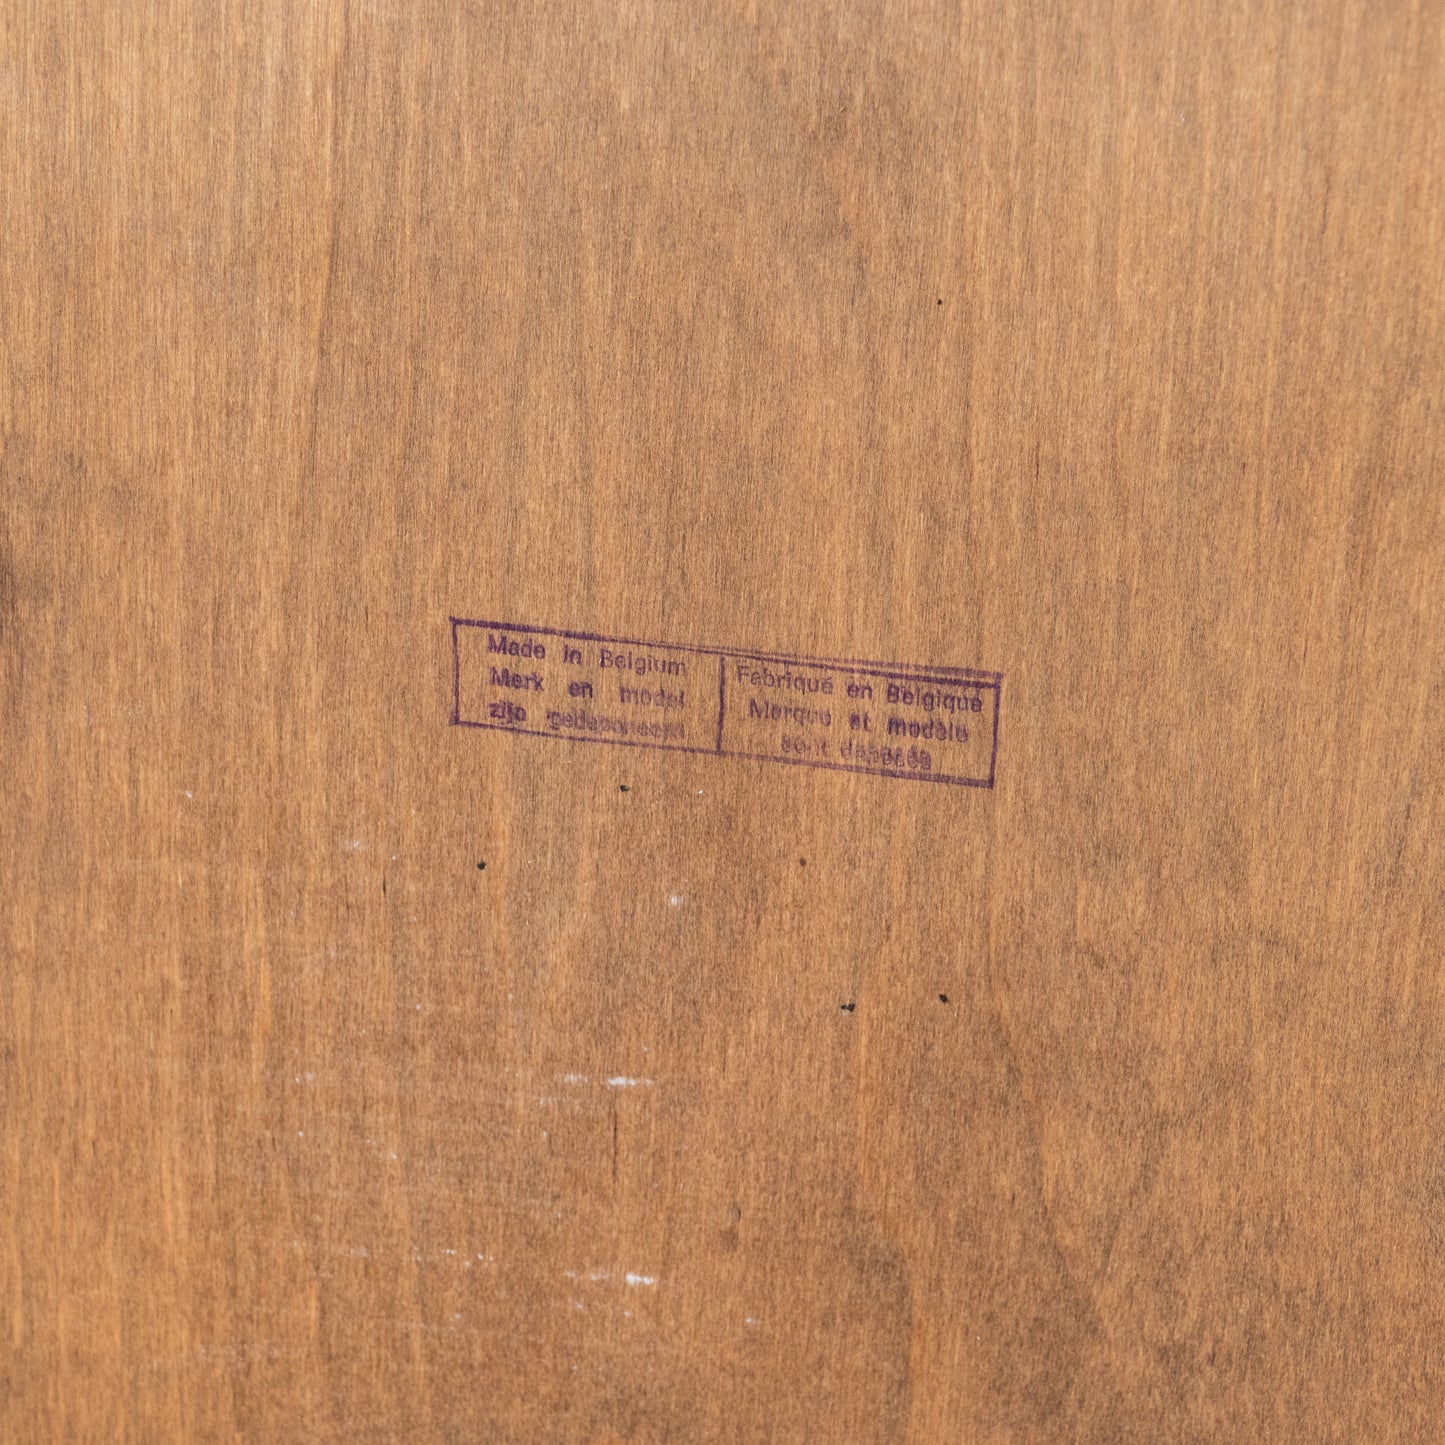 Made in Belgium
Merk en model
zijn gedeponeerd
Fabriqué en Belgique
Marque et modèle
sont déposés